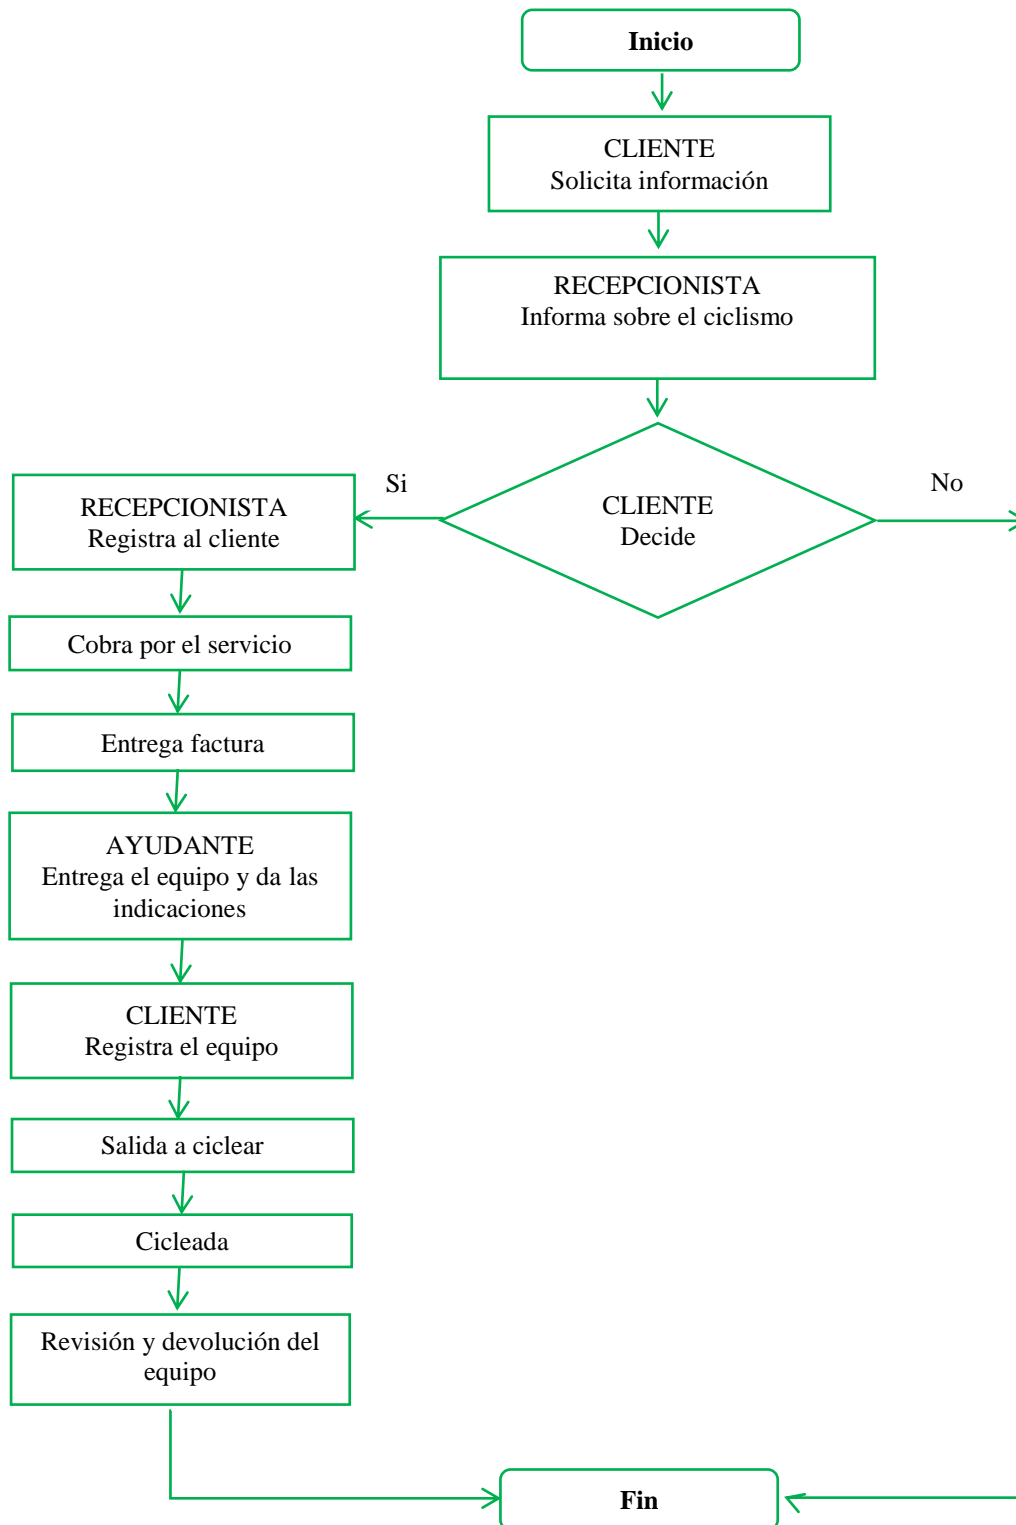 Inicio
CLIENTE
Solicita información
RECEPCIONISTA
Informa sobre el ciclismo
Si
No
CLIENTE
Decide
RECEPCIONISTA
Registra al cliente
Cobra por el servicio
Entrega factura
AYUDANTE
Entrega el equipo y da las
indicaciones
CLIENTE
Registra el equipo
Salida a ciclear
Cicleada
Revisión y devolución del
equipo
Fin